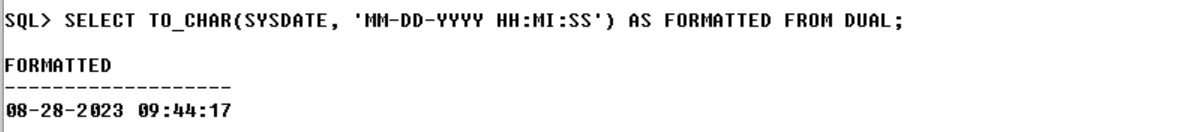 SQL> SELECT TO_CHAR(SYSDATE, 'MM-DD-YYYY HH:MI:SS') AS FORMATTED FROM DUAL;
FORMATTED
-------------------
08-28-2023 09:44:17